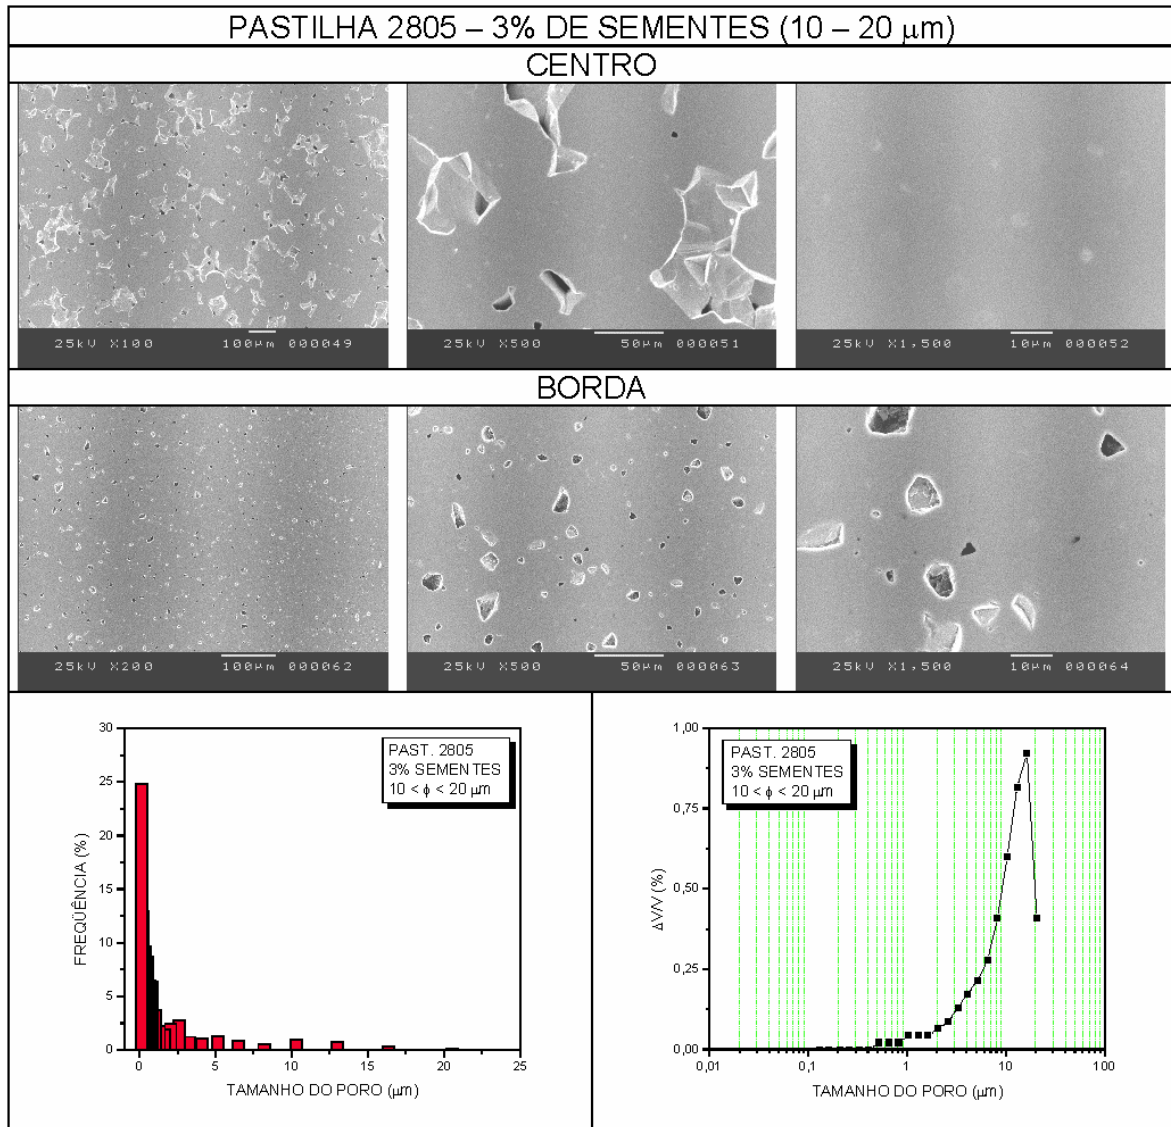 PASTILHA 2805 – 3% DE SEMENTES (10 – 20 μm)
CENTRO
25kV X100 100μm 000049
25kV X500 50μm 000051
25kV X1,500 10μm 000052
BORDA
25kV X200 100μm 000062
25kV X500 50μm 000063
25kV X1,500 10μm 000064
30
25
20
15
10
5
0
FREQÜÊNCIA (%)
PAST. 2805
3% SEMENTES
10 < ϕ < 20 μm
0 5 10 15 20 25
TAMANHO DO PORO (μm)
1,00
0,75
0,50
0,25
0,00
ΔV/V (%)
PAST. 2805
3% SEMENTES
10 < ϕ < 20 μm
0,01 0,1 1 10 100
TAMANHO DO PORO (μm)